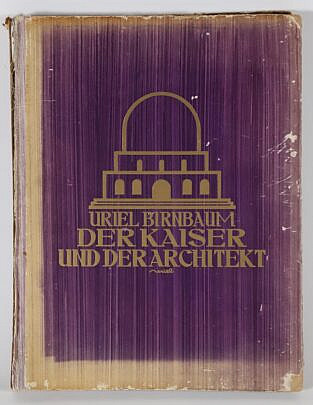 URIEL BIRNBAUM
DER KAISER
UND DER ARCHITEKT